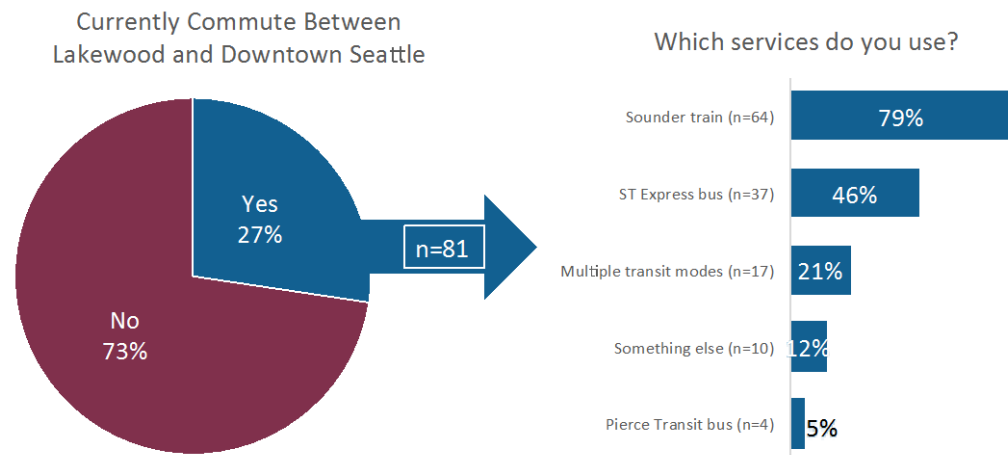 Currently Commute Between
Lakewood and Downtown Seattle
Yes
27%
No
73%
n=81
Which services do you use?
Sounder train (n=64)
79%
ST Express bus (n=37)
46%
Multiple transit modes (n=17)
21%
Something else (n=10)
12%
Pierce Transit bus (n=4)
5%